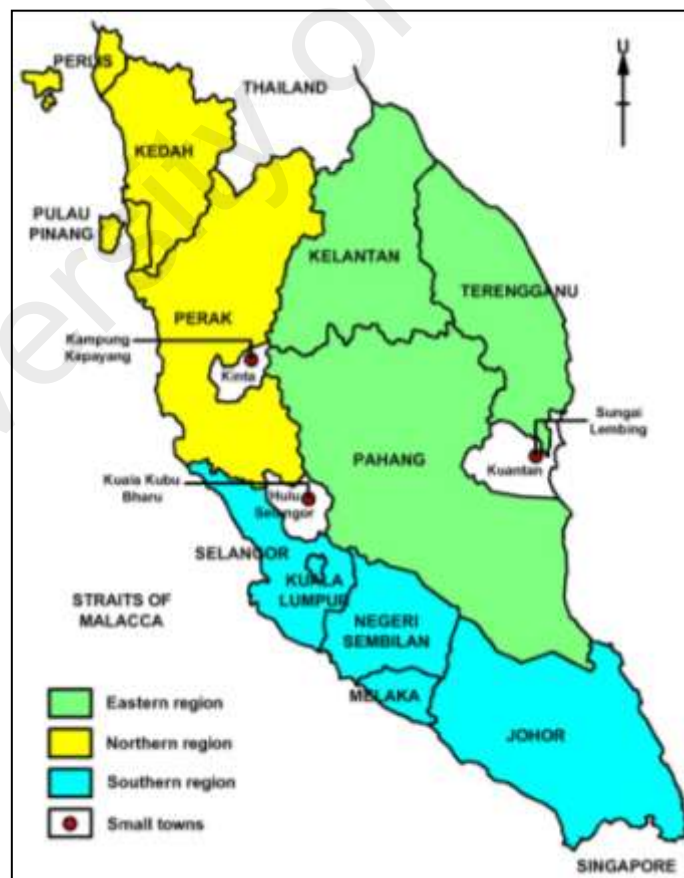 University of
U
PERLIS
THAILAND
KEDAH
PULAU
PINANG
KELANTAN
TERENGGANU
PERAK
Kampung
Kepayang
Kinta
Sungai
Lembing
PAHANG
Kuantan
Kuala Kubu
Bharu
Hulu
Selangor
SELANGOR
KUALA
LUMPUR
STRAITS OF
MALACCA
NEGERI
SEMBILAN
MELAKA
JOHOR
Eastern region
Northern region
Southern region
Small towns
SINGAPORE